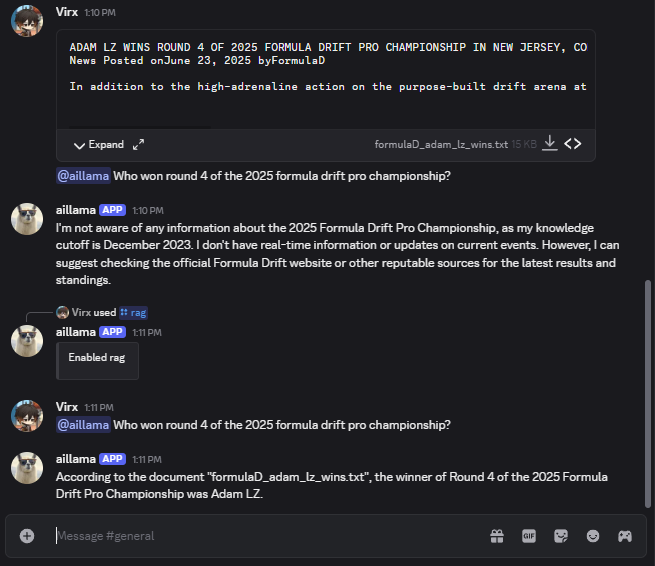 Virx 1:10 PM
ADAM LZ WINS ROUND 4 OF 2025 FORMULA DRIFT PRO CHAMPIONSHIP IN NEW JERSEY, CO
News Posted onJune 23, 2025 byFormulaD
In addition to the high-adrenaline action on the purpose-built drift arena at
Expand formulaD_adam_lz_wins.txt 15 KB
@aillama Who won round 4 of the 2025 formula drift pro championship?
aillama APP 1:10 PM
I'm not aware of any information about the 2025 Formula Drift Pro Championship, as my knowledge
cutoff is December 2023. I don't have real-time information or updates on current events. However, I can
suggest checking the official Formula Drift website or other reputable sources for the latest results and
standings.
Virx used rag
aillama APP 1:11 PM
Enabled rag
Virx 1:11 PM
@aillama Who won round 4 of the 2025 formula drift pro championship?
aillama APP 1:11 PM
According to the document "formulaD_adam_lz_wins.txt", the winner of Round 4 of the 2025 Formula
Drift Pro Championship was Adam LZ.
Message #general GIF